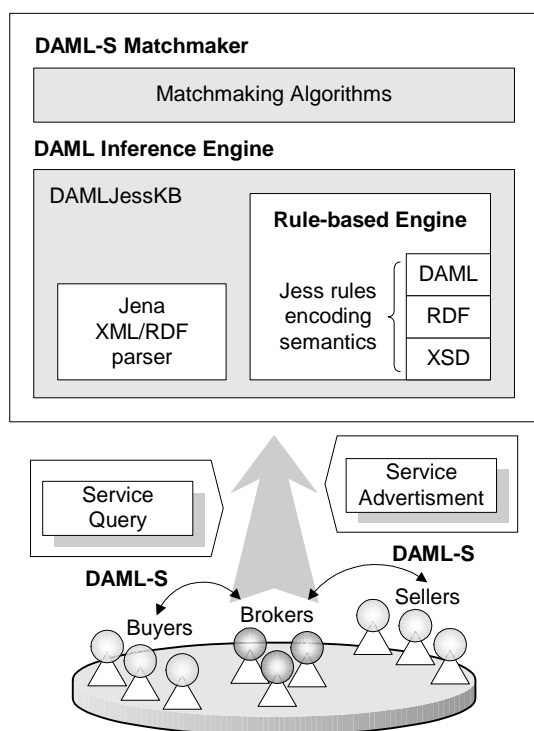 DAML-S Matchmaker
Matchmaking Algorithms
DAML Inference Engine
DAMLJessKB
Rule-based Engine
Jena
XML/RDF
parser
Jess rules
encoding
semantics
DAML
RDF
XSD
Service
Query
Service
Advertisment
DAML-S
DAML-S
Buyers
Brokers
Sellers